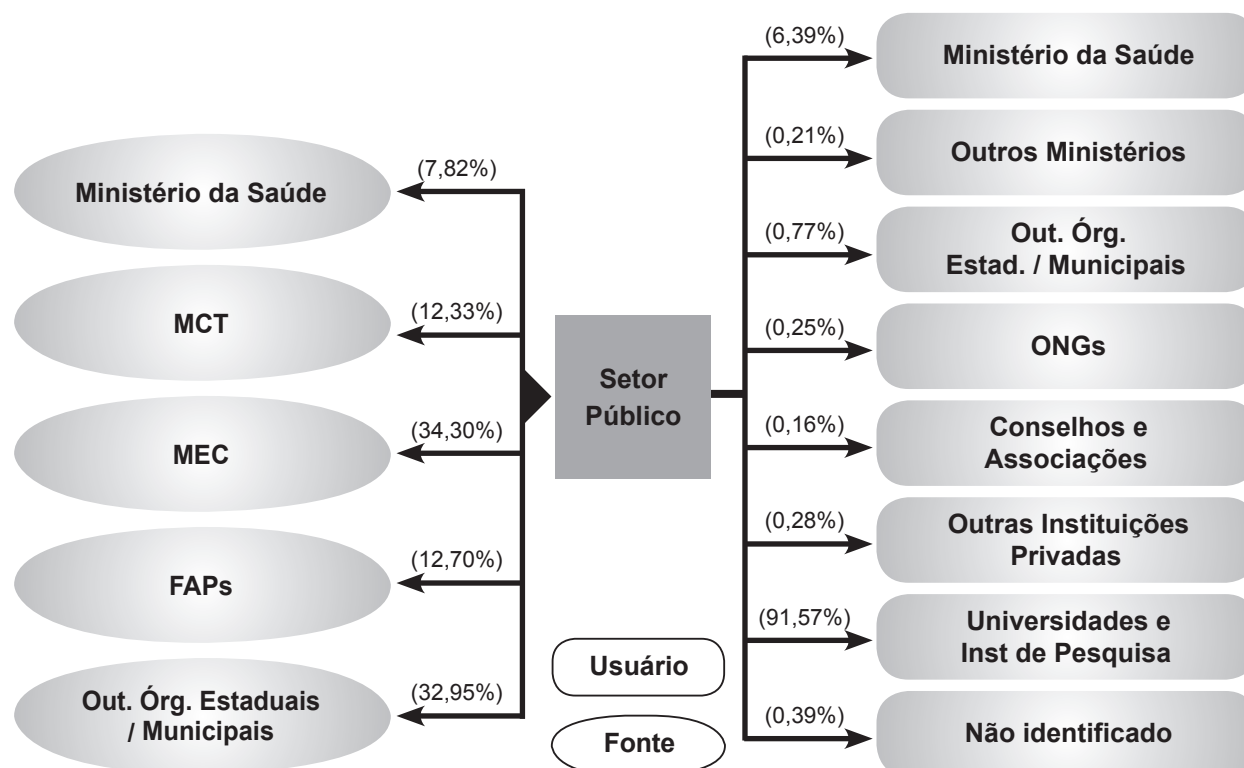 (7,82%)
Ministério da Saúde
(12,33%)
MCT
(34,30%)
MEC
(12,70%)
FAPs
(32,95%)
Out. Órg. Estaduais
/ Municipais
Setor
Público
Usuário
Fonte
(6,39%)
Ministério da Saúde
(0,21%)
Outros Ministérios
(0,77%)
Out. Órg.
Estad. / Municipais
(0,25%)
ONGs
(0,16%)
Conselhos e
Associações
(0,28%)
Outras Instituições
Privadas
(91,57%)
Universidades e
Inst de Pesquisa
(0,39%)
Não identificado